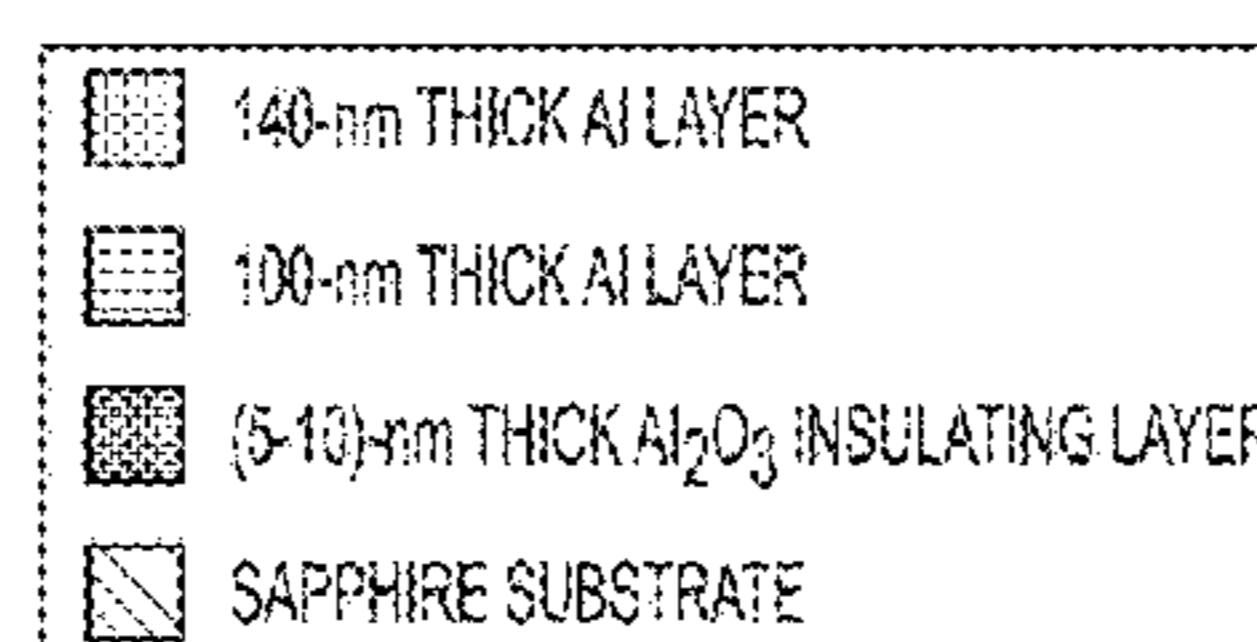 140-nm THICK Al LAYER
100-nm THICK Al LAYER
(5-10)-nm THICK Al₂O₃ INSULATING LAYER
SAPPHIRE SUBSTRATE